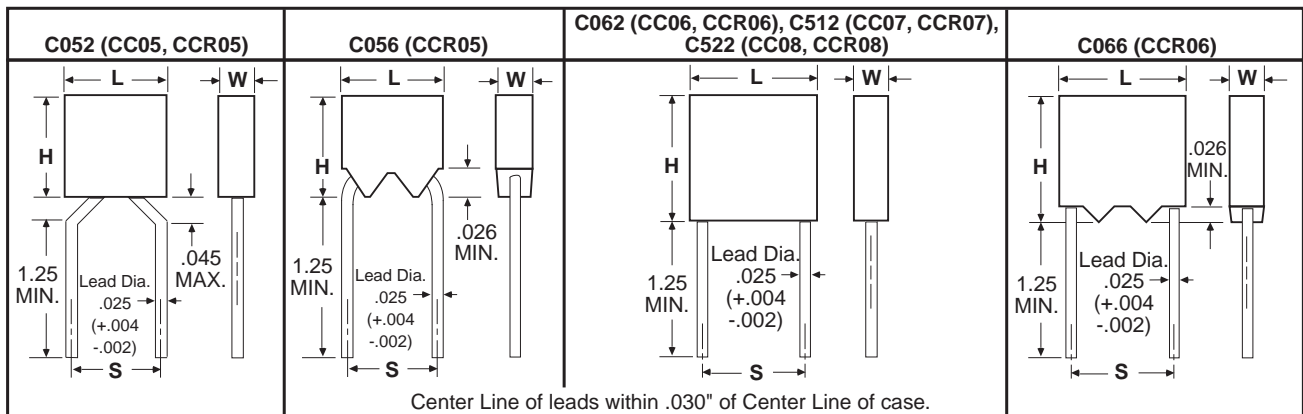 C052 (CC05, CCR05)
L
W
H
1.25
MIN.
.045
MAX.
Lead Dia.
.025
(+.004
-.002)
S
C056 (CCR05)
L
W
H
1.25
MIN.
.026
MIN.
Lead Dia.
.025
(+.004
-.002)
S
C062 (CC06, CCR06), C512 (CC07, CCR07),
C522 (CC08, CCR08)
L
W
H
1.25
MIN.
Lead Dia.
.025
(+.004
-.002)
S
C066 (CCR06)
L
W
H
.026
MIN.
1.25
MIN.
Lead Dia.
.025
(+.004
-.002)
S
Center Line of leads within .030" of Center Line of case.